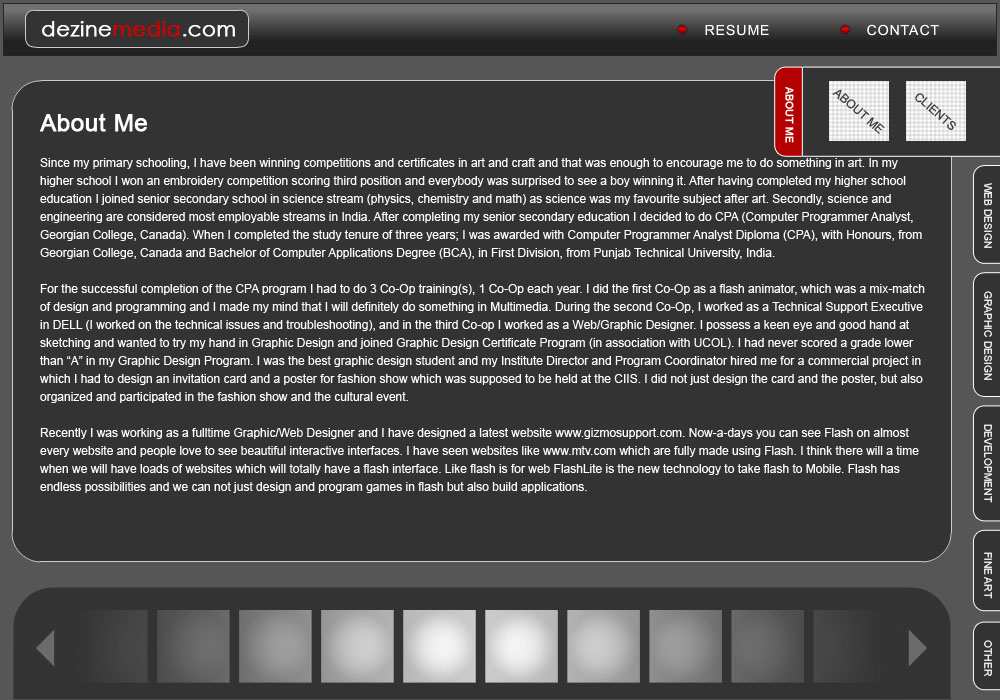 dezinemedia.com
RESUME
CONTACT
ABOUT ME
ABOUT ME
CLIENTS
About Me
Since my primary schooling, I have been winning competitions and certificates in art and craft and that was enough to encourage me to do something in art. In my
higher school I won an embroidery competition scoring third position and everybody was surprised to see a boy winning it. After having completed my higher school
education I joined senior secondary school in science stream (physics, chemistry and math) as science was my favourite subject after art. Secondly, science and
engineering are considered most employable streams in India. After completing my senior secondary education I decided to do CPA (Computer Programmer Analyst,
Georgian College, Canada). When I completed the study tenure of three years; I was awarded with Computer Programmer Analyst Diploma (CPA), with Honours, from
Georgian College, Canada and Bachelor of Computer Applications Degree (BCA), in First Division, from Punjab Technical University, India.
For the successful completion of the CPA program I had to do 3 Co-Op training(s), 1 Co-Op each year. I did the first Co-Op as a flash animator, which was a mix-match
of design and programming and I made my mind that I will definitely do something in Multimedia. During the second Co-Op, I worked as a Technical Support Executive
in DELL (I worked on the technical issues and troubleshooting), and in the third Co-op I worked as a Web/Graphic Designer. I possess a keen eye and good hand at
sketching and wanted to try my hand in Graphic Design and joined Graphic Design Certificate Program (in association with UCOL). I had never scored a grade lower
than “A” in my Graphic Design Program. I was the best graphic design student and my Institute Director and Program Coordinator hired me for a commercial project in
which I had to design an invitation card and a poster for fashion show which was supposed to be held at the CIIS. I did not just design the card and the poster, but also
organized and participated in the fashion show and the cultural event.
Recently I was working as a fulltime Graphic/Web Designer and I have designed a latest website www.gizmosupport.com. Now-a-days you can see Flash on almost
every website and people love to see beautiful interactive interfaces. I have seen websites like www.mtv.com which are fully made using Flash. I think there will a time
when we will have loads of websites which will totally have a flash interface. Like flash is for web FlashLite is the new technology to take flash to Mobile. Flash has
endless possibilities and we can not just design and program games in flash but also build applications.
WEB DESIGN
GRAPHIC DESIGN
DEVELOPMENT
FINE ART
OTHER